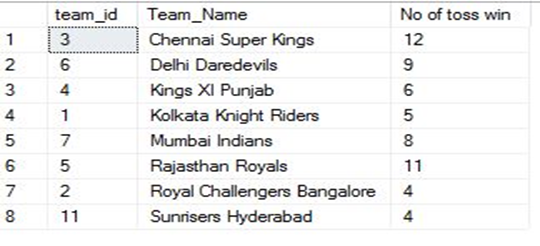 team_id Team_Name No of toss win
1 3 Chennai Super Kings 12
2 6 Delhi Daredevils 9
3 4 Kings XI Punjab 6
4 1 Kolkata Knight Riders 5
5 7 Mumbai Indians 8
6 5 Rajasthan Royals 11
7 2 Royal Challengers Bangalore 4
8 11 Sunrisers Hyderabad 4